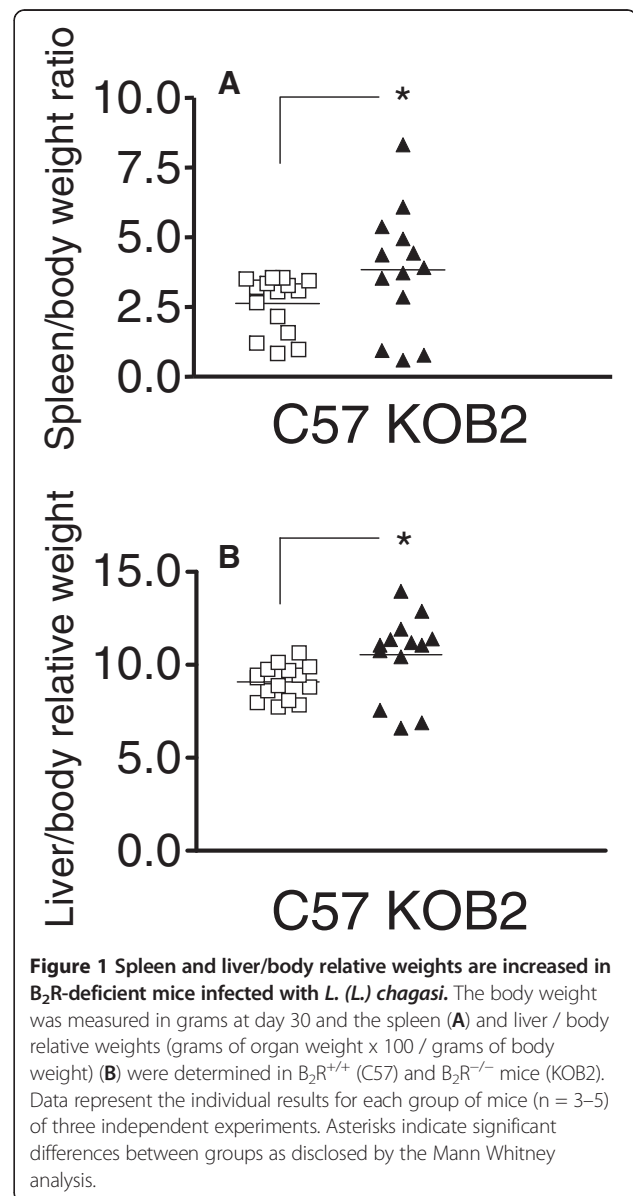 A
*
Spleen/body weight ratio
10.0
7.5
5.0
2.5
0.0
C57 KOB2
B
*
Liver/body relative weight
15.0
10.0
5.0
0.0
C57 KOB2
Figure 1 Spleen and liver/body relative weights are increased in
B₂R-deficient mice infected with L. (L.) chagasi. The body weight
was measured in grams at day 30 and the spleen (A) and liver / body
relative weights (grams of organ weight x 100 / grams of body
weight) (B) were determined in B₂R⁺/⁺ (C57) and B₂R⁻/⁻ mice (KOB2).
Data represent the individual results for each group of mice (n = 3–5)
of three independent experiments. Asterisks indicate significant
differences between groups as disclosed by the Mann Whitney
analysis.